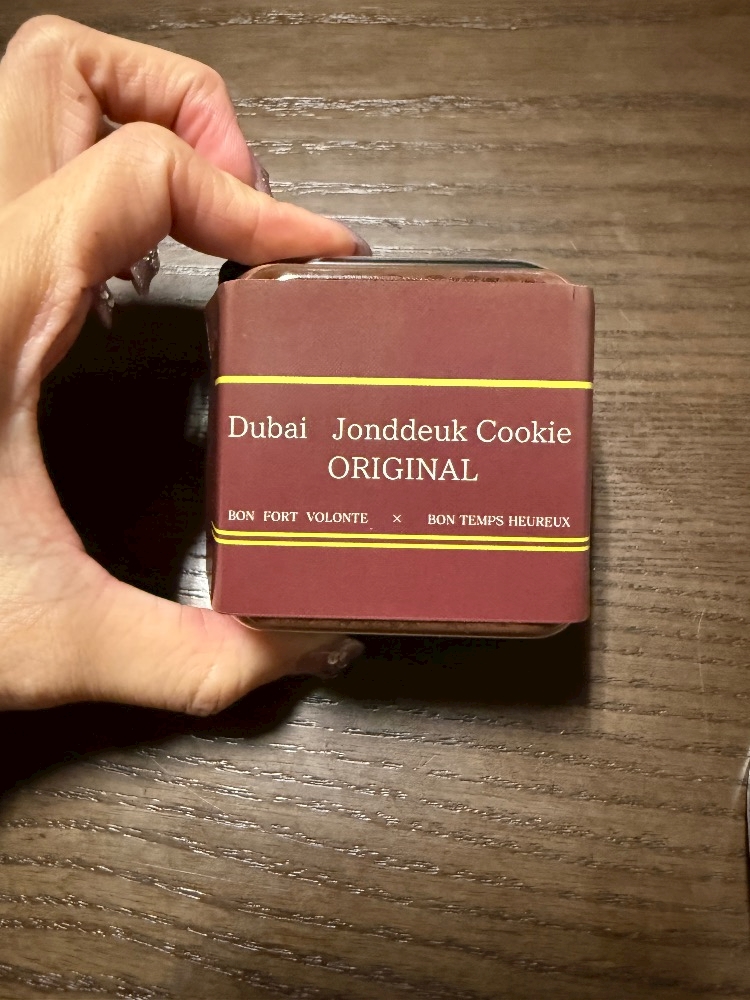 Dubai Jonddeuk Cookie
ORIGINAL
BON FORT VOLONTE × BON TEMPS HEUREUX